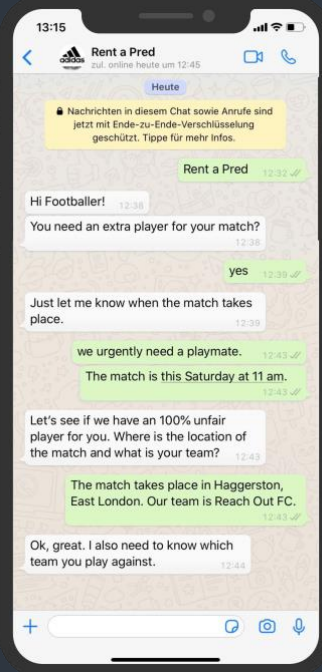 13:15
adidas
Rent a Pred
zul. online heute um 12:45
Heute
Nachrichten in diesem Chat sowie Anrufe sind
jetzt mit Ende-zu-Ende-Verschlüsselung
geschützt. Tippe für mehr Infos.
Rent a Pred 12:32
Hi Footballer! 12:38
You need an extra player for your match?
12:38
yes 12:39
Just let me know when the match takes
place. 12:39
we urgently need a playmate. 12:43
The match is this Saturday at 11 am.
12:43
Let's see if we have an 100% unfair
player for you. Where is the location of
the match and what is your team? 12:43
The match takes place in Haggerston,
East London. Our team is Reach Out FC.
12:43
Ok, great. I also need to know which
team you play against. 12:44